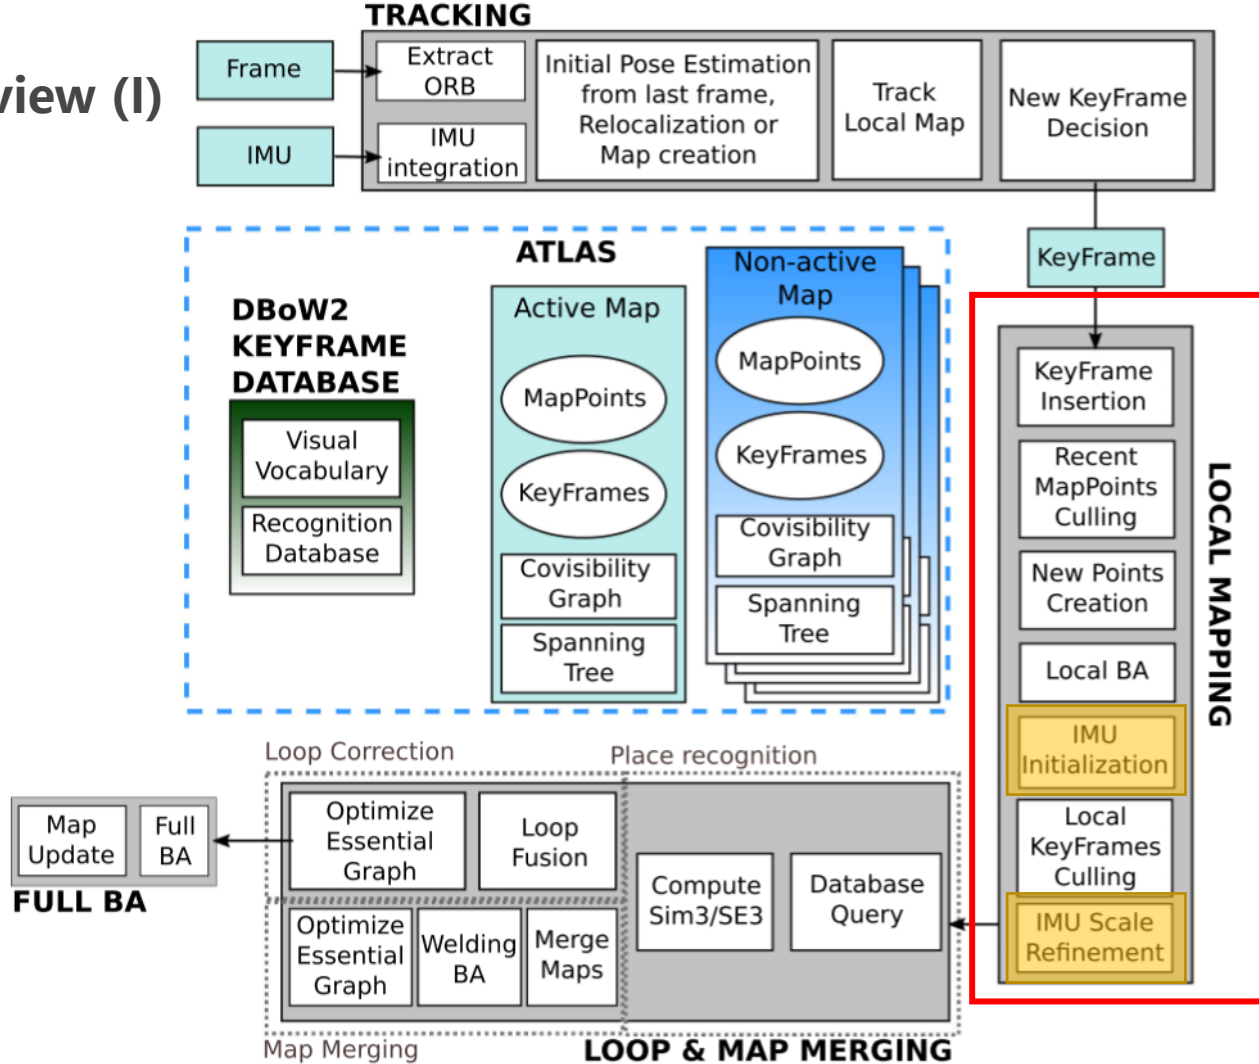 view (I)
TRACKING
Frame
IMU
Extract
ORB
IMU
integration
Initial Pose Estimation
from last frame,
Relocalization or
Map creation
Track
Local Map
New KeyFrame
Decision
KeyFrame
ATLAS
DBoW2
KEYFRAME
DATABASE
Visual
Vocabulary
Recognition
Database
Active Map
MapPoints
KeyFrames
Covisibility
Graph
Spanning
Tree
Non-active
Map
MapPoints
KeyFrames
Covisibility
Graph
Spanning
Tree
KeyFrame
Insertion
Recent
MapPoints
Culling
New Points
Creation
Local BA
IMU
Initialization
Local
KeyFrames
Culling
IMU Scale
Refinement
LOCAL MAPPING
Loop Correction
Place recognition
Optimize
Essential
Graph
Loop
Fusion
Compute
Sim3/SE3
Database
Query
Map
Update
Full
BA
FULL BA
Optimize
Essential
Graph
Welding
BA
Merge
Maps
Map Merging
LOOP & MAP MERGING